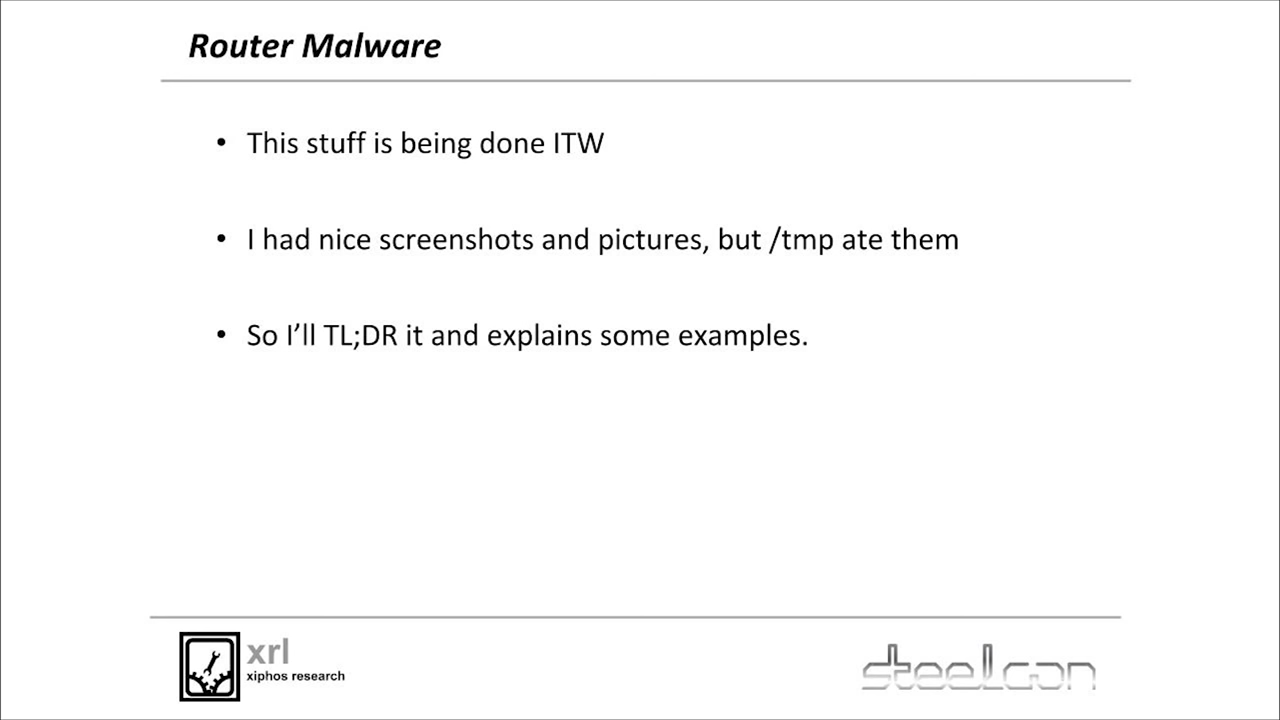 Router Malware
• This stuff is being done ITW
• I had nice screenshots and pictures, but /tmp ate them
• So I’ll TL;DR it and explains some examples.
xrl
xiphos research
steelcon